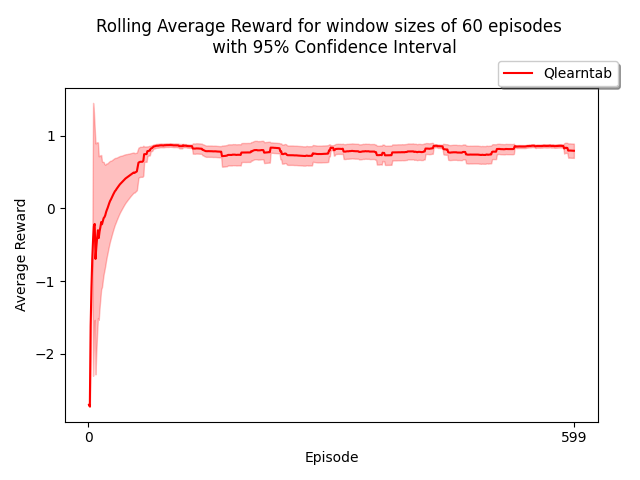 Rolling Average Reward for window sizes of 60 episodes
with 95% Confidence Interval
Qlearntab
1
0
−1
−2
Average Reward
0
599
Episode